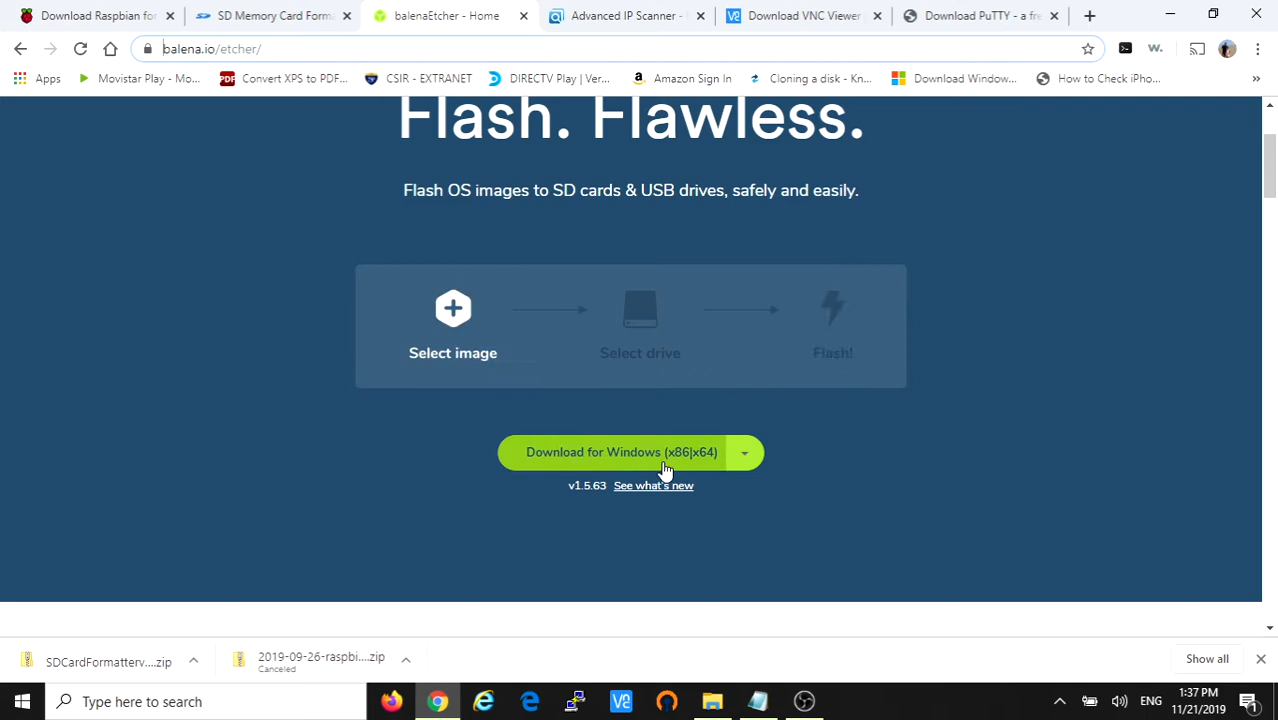 Download Raspbian for
SD Memory Card Forma
balenaEtcher - Home
Advanced IP Scanner -
Download VNC Viewer
Download PuTTY - a fre
balena.io/etcher/
w.
Apps
Movistar Play - Mo...
PDF
Convert XPS to PDF...
CSIR - EXTRANET
DIRECTV Play | Ver...
Amazon Sign In
Cloning a disk - Kn...
Download Window...
How to Check iPho...
»
Flash. Flawless.
Flash OS images to SD cards & USB drives, safely and easily.
Select image
Select drive
Flash!
Download for Windows (x86|x64)
v1.5.63 See what's new
SDCardFormatterv....zip
2019-09-26-raspbi....zip
Canceled
Show all
Type here to search
ENG
1:37 PM
11/21/2019